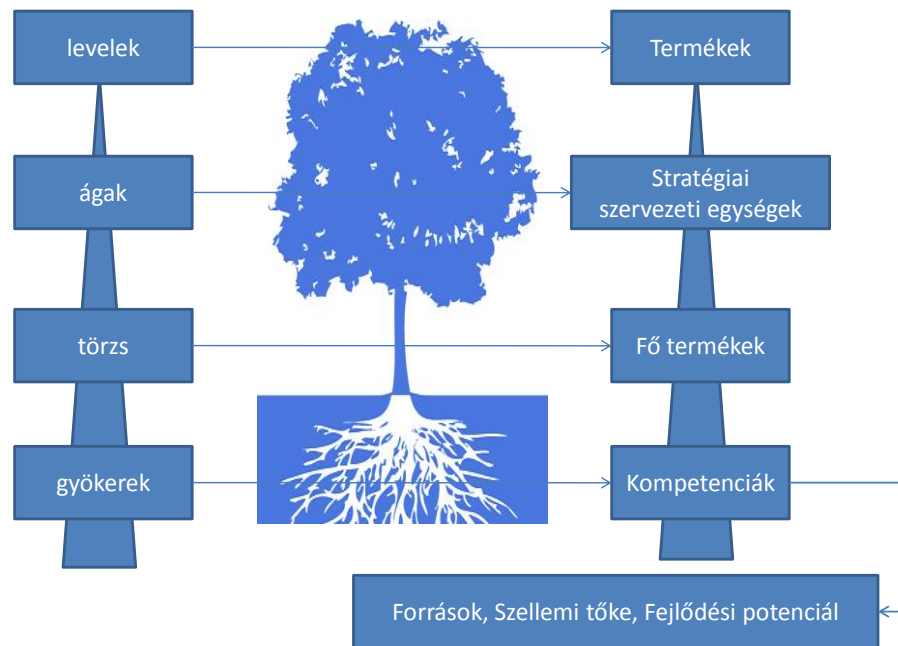 levelek
Termékek
ágak
Stratégiai
szervezeti egységek
törzs
Fő termékek
gyökerek
Kompetenciák
Források, Szellemi tőke, Fejlődési potenciál